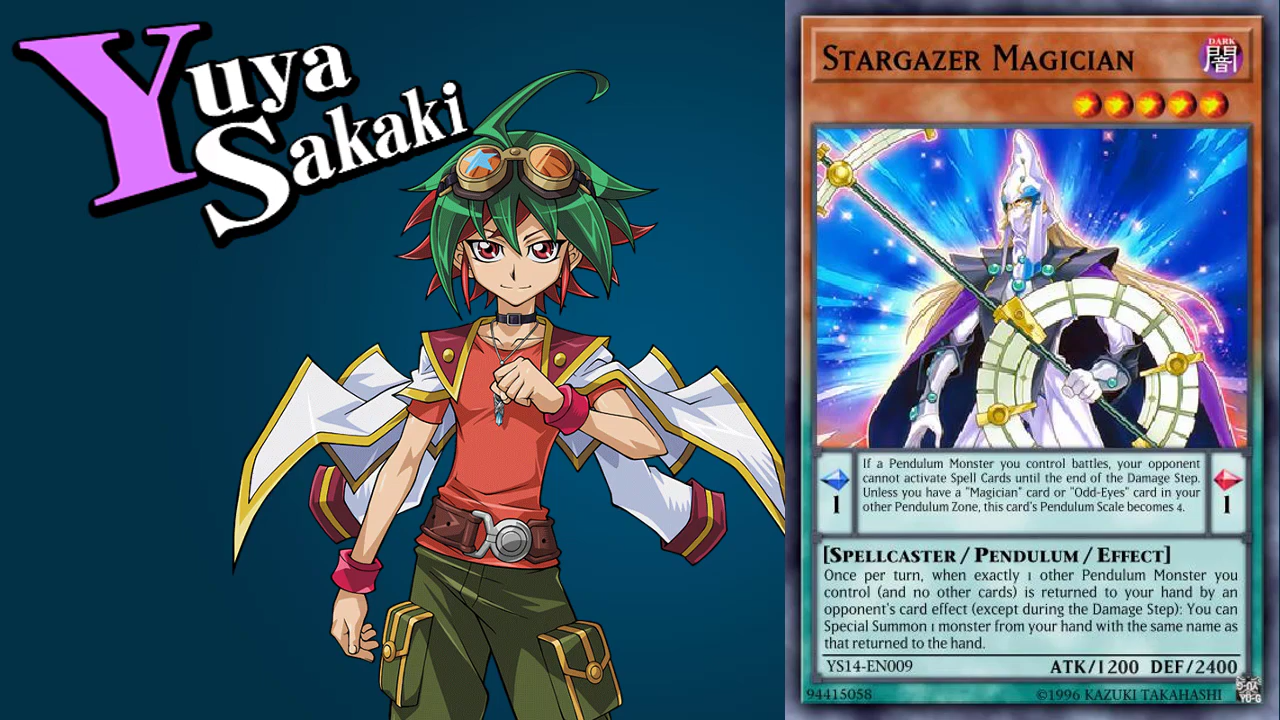 Yuya
Sakaki
STARGAZER MAGICIAN
DARK
闇
If a Pendulum Monster you control battles, your opponent
cannot activate Spell Cards until the end of the Damage Step.
Unless you have a "Magician" card or "Odd-Eyes" card in your
other Pendulum Zone, this card's Pendulum Scale becomes 4.
1
1
[SPELLCASTER / PENDULUM / EFFECT]
Once per turn, when exactly 1 other Pendulum Monster you
control (and no other cards) is returned to your hand by an
opponent's card effect (except during the Damage Step): You can
Special Summon 1 monster from your hand with the same name as
that returned to the hand.
YS14-EN009
ATK/1200 DEF/2400
94415058
©1996 KAZUKI TAKAHASHI